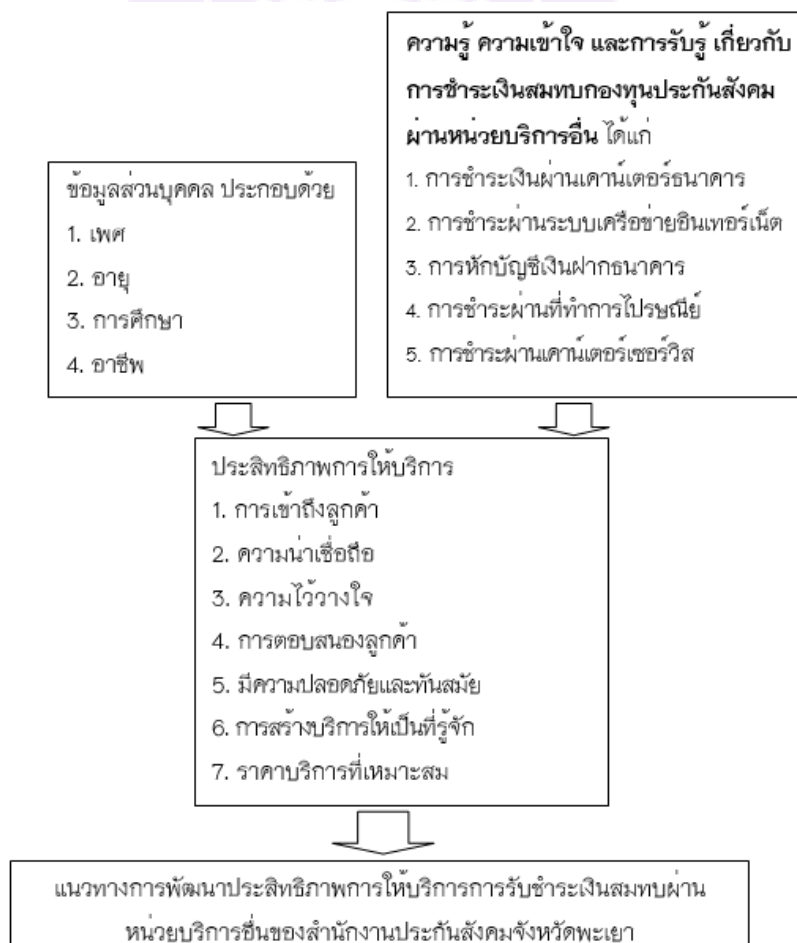 ความรู้ ความเข้าใจ และการรับรู้ เกี่ยวกับ
การชำระเงินสมทบกองทุนประกันสังคม
ผ่านหน่วยบริการอื่น ได้แก่
1. การชำระเงินผ่านเคาน์เตอร์ธนาคาร
2. การชำระผ่านระบบเครือข่ายอินเทอร์เน็ต
3. การหักบัญชีเงินฝากธนาคาร
4. การชำระผ่านที่ทำการไปรษณีย์
5. การชำระผ่านเคาน์เตอร์เซอร์วิส
ข้อมูลส่วนบุคคล ประกอบด้วย
1. เพศ
2. อายุ
3. การศึกษา
4. อาชีพ
ประสิทธิภาพการให้บริการ
1. การเข้าถึงลูกค้า
2. ความน่าเชื่อถือ
3. ความไว้วางใจ
4. การตอบสนองลูกค้า
5. มีความปลอดภัยและทันสมัย
6. การสร้างบริการให้เป็นที่รู้จัก
7. ราคาบริการที่เหมาะสม
แนวทางการพัฒนาประสิทธิภาพการให้บริการการรับชำระเงินสมทบผ่าน
หน่วยบริการอื่นของสำนักงานประกันสังคมจังหวัดพะเยา